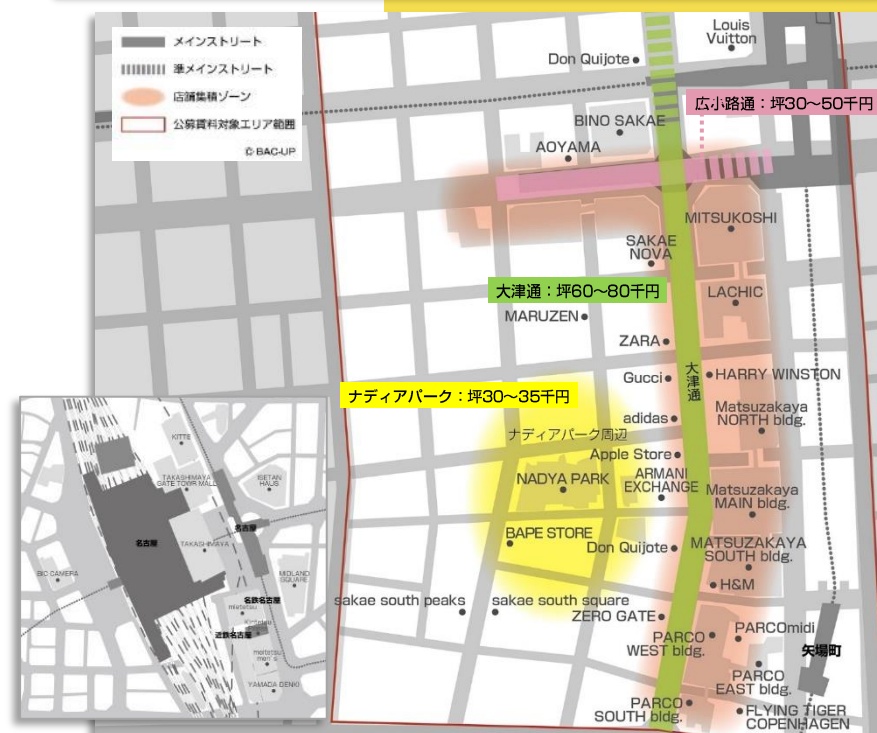 メインストリート
準メインストリート
店舗集積ゾーン
公募賃料対象エリア範囲
© BAC-UP
Louis
Vuitton
Don Quijote
広小路通：坪30～50千円
BINO SAKAE
AOYAMA
MITSUKOSHI
SAKAE
NOVA
大津通：坪60～80千円
LACHIC
MARUZEN
ZARA
大津通
Gucci
HARRY WINSTON
ナディアパーク：坪30～35千円
adidas
Matsuzakaya
NORTH bldg.
ナディアパーク周辺
Apple Store
NADYA PARK
ARMANI
EXCHANGE
Matsuzakaya
MAIN bldg.
BAPE STORE
Don Quijote
MATSUZAKAYA
SOUTH bldg.
H&M
sakae south peaks
sakae south square
ZERO GATE
PARCO
WEST bldg.
PARCOmidi
矢場町
PARCO
EAST bldg.
PARCO
SOUTH bldg.
FLYING TIGER
COPENHAGEN
KITTE
TAKASHIMAYA
GATE TOWER MALL
ISETAN
HAUS
名古屋
名古屋
TAKASHIMAYA
BIC CAMERA
MIDLAND
SQUARE
名鉄名古屋
meitetsu
近鉄名古屋
Kintetsu
meitetsu
men's
YAMADA DENKI